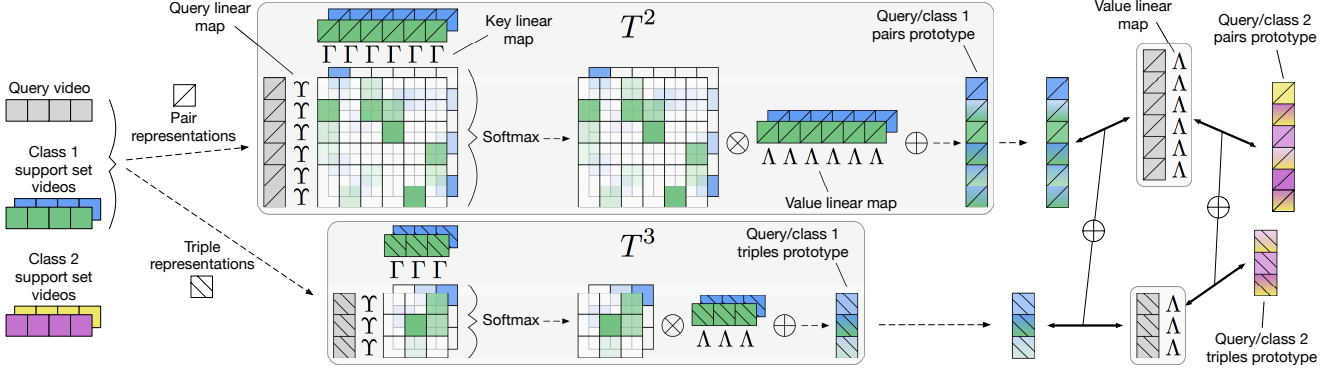 Query linear
map
Key linear
map
T²
Γ Γ Γ Γ Γ Γ
Query/class 1
pairs prototype
Value linear
map
Query/class 2
pairs prototype
Query video
Pair
representations
ϒ
ϒ
ϒ
ϒ
ϒ
ϒ
Softmax
⊗
Λ Λ Λ Λ Λ Λ
⊕
Value linear map
Λ
Λ
Λ
Λ
Λ
Λ
⊕
⊕
Class 1
support set
videos
Triple
representations
Class 2
support set
videos
T³
Γ Γ Γ
Query/class 1
triples prototype
ϒ
ϒ
ϒ
Softmax
⊗
Λ Λ Λ
⊕
Λ
Λ
Λ
Query/class 2
triples prototype